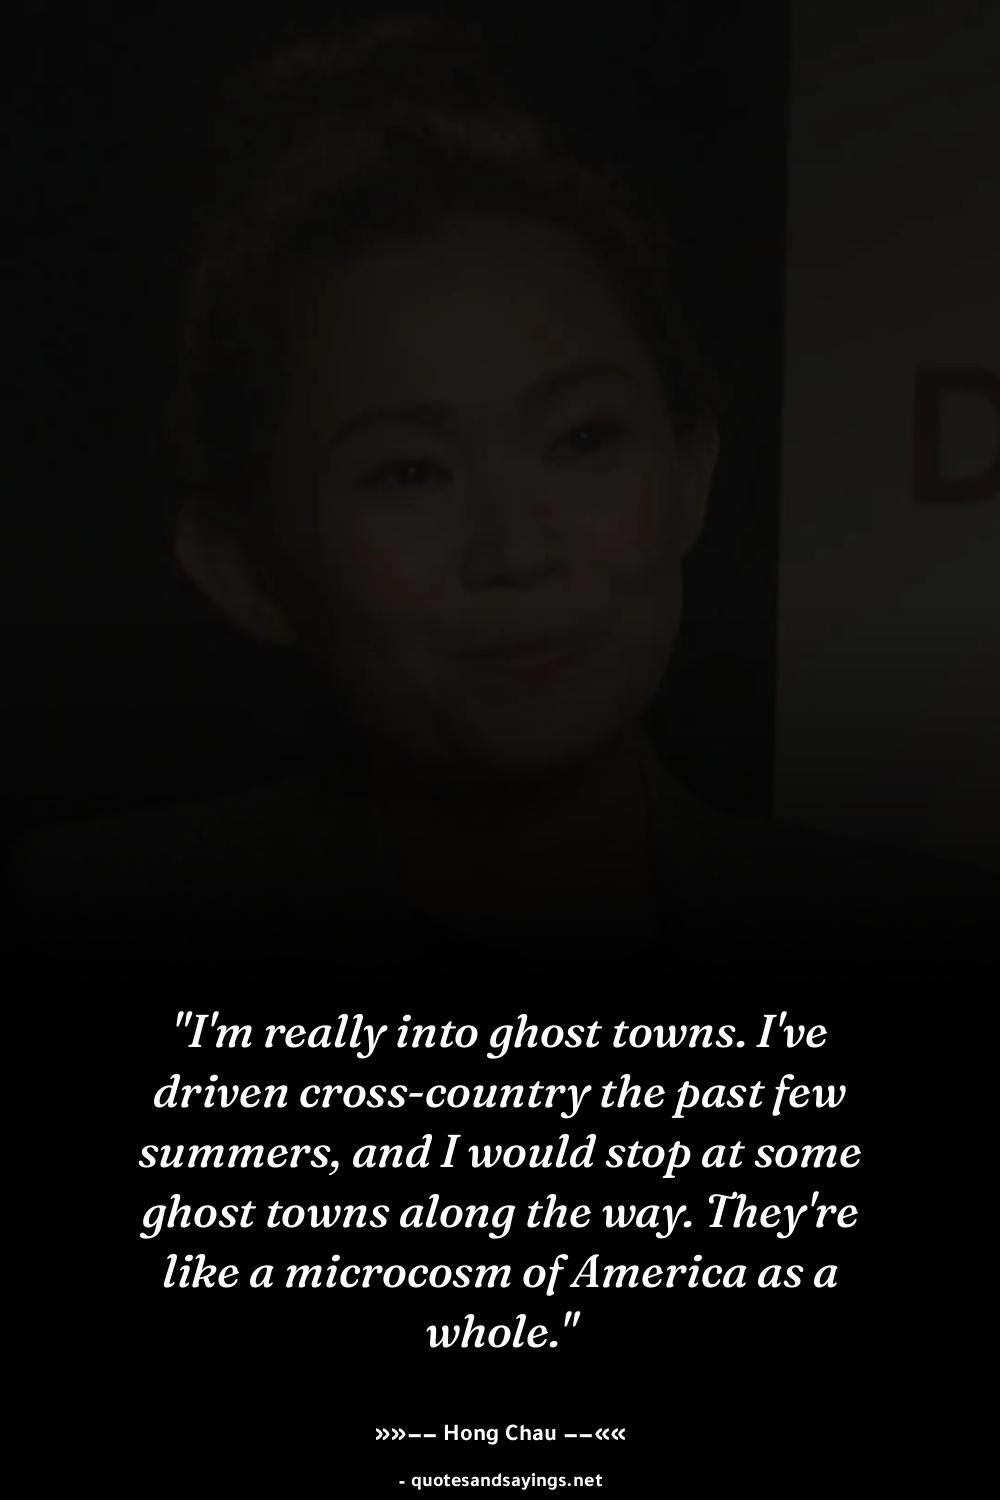 D
"I'm really into ghost towns. I've
driven cross-country the past few
summers, and I would stop at some
ghost towns along the way. They're
like a microcosm of America as a
whole."
»»–– Hong Chau ––««
- quotesandsayings.net